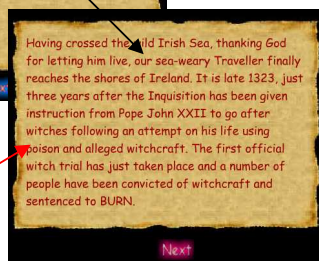 Having crossed the wild Irish Sea, thanking God
for letting him live, our sea-weary Traveller finally
reaches the shores of Ireland. It is late 1323, just
three years after the Inquisition has been given
instruction from Pope John XXII to go after
witches following an attempt on his life using
poison and alleged witchcraft. The first official
witch trial has just taken place and a number of
people have been convicted of witchcraft and
sentenced to BURN.
Next